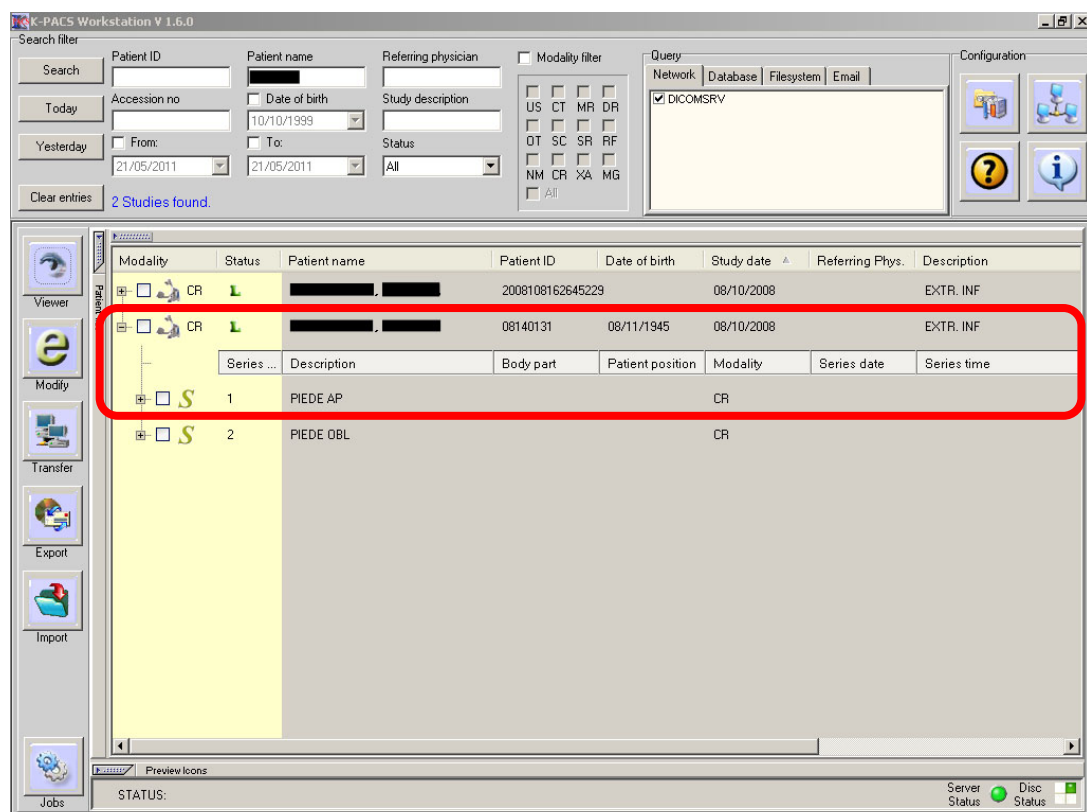 K-PACS Workstation V 1.6.0
Search filter
Search
Today
Yesterday
Clear entries
Patient ID
Patient name
Referring physician
Accession no
Date of birth
Study description
10/10/1999
From:
To:
Status
21/05/2011
21/05/2011
All
2 Studies found.
Modality filter
US CT MR DR
OT SC SR RF
NM CR XA MG
All
Query
Network Database Filesystem Email
DICOMSRV
Configuration
Viewer
Modify
Transfer
Export
Import
Jobs
Modality Status Patient name Patient ID Date of birth Study date Referring Phys. Description
CR L , 2008108162645229 08/10/2008 EXTR. INF
CR L , 08140131 08/11/1945 08/10/2008 EXTR. INF
Series ... Description Body part Patient position Modality Series date Series time
S 1 PIEDE AP CR
S 2 PIEDE OBL CR
Preview Icons
STATUS:
Server Status
Disc Status